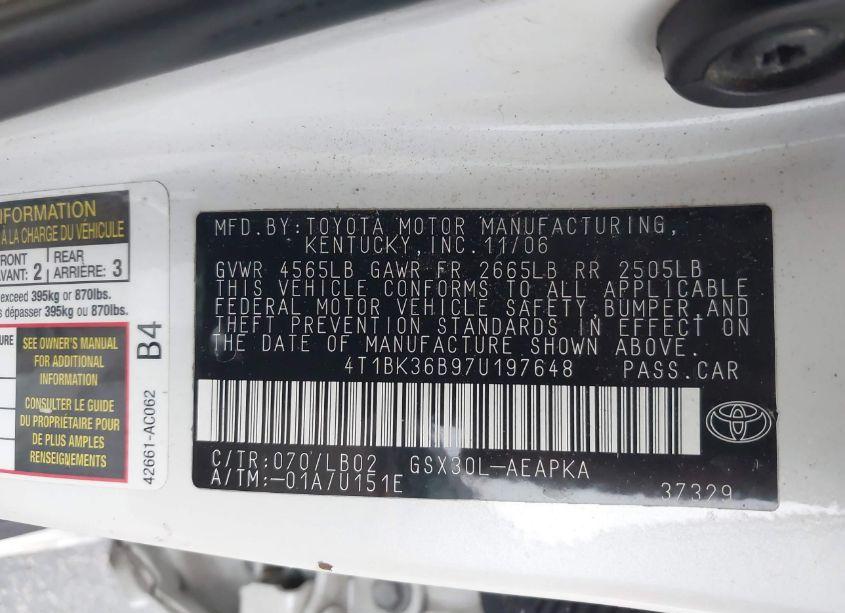 INFORMATION
À LA CHARGE DU VÉHICULE
FRONT
AVANT: 2
REAR
ARRIÈRE: 3
exceed 395kg or 870lbs.
dépasser 395kg ou 870lbs.
SEE OWNER'S MANUAL
FOR ADDITIONAL
INFORMATION
CONSULTER LE GUIDE
DU PROPRIÉTAIRE POUR
DE PLUS AMPLES
RENSEIGNEMENTS
B4
42661-AC062
MFD.BY:TOYOTA MOTOR MANUFACTURING,
KENTUCKY,INC.11/06
GVWR 4565LB GAWR FR 2665LB RR 2505LB
THIS VEHICLE CONFORMS TO ALL APPLICABLE
FEDERAL MOTOR VEHICLE SAFETY,BUMPER,AND
THEFT PREVENTION STANDARDS IN EFFECT ON
THE DATE OF MANUFACTURE SHOWN ABOVE.
4T1BK36B97U197648 PASS.CAR
C/TR:070/LB02 GSX30L-AEAPKA
A/TM:-01A/U151E
37329